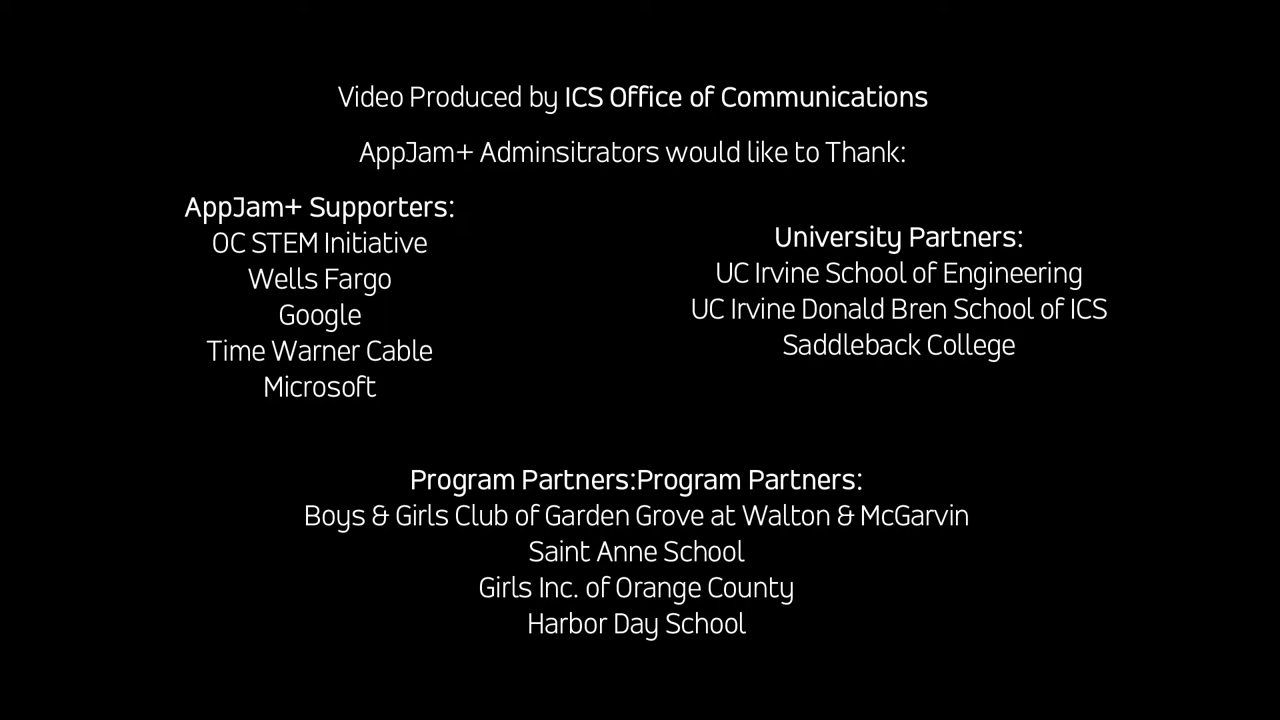 Video Produced by ICS Office of Communications
AppJam+ Adminsitrators would like to Thank:
AppJam+ Supporters:
OC STEM Initiative
Wells Fargo
Google
Time Warner Cable
Microsoft
University Partners:
UC Irvine School of Engineering
UC Irvine Donald Bren School of ICS
Saddleback College
Program Partners:Program Partners:
Boys & Girls Club of Garden Grove at Walton & McGarvin
Saint Anne School
Girls Inc. of Orange County
Harbor Day School